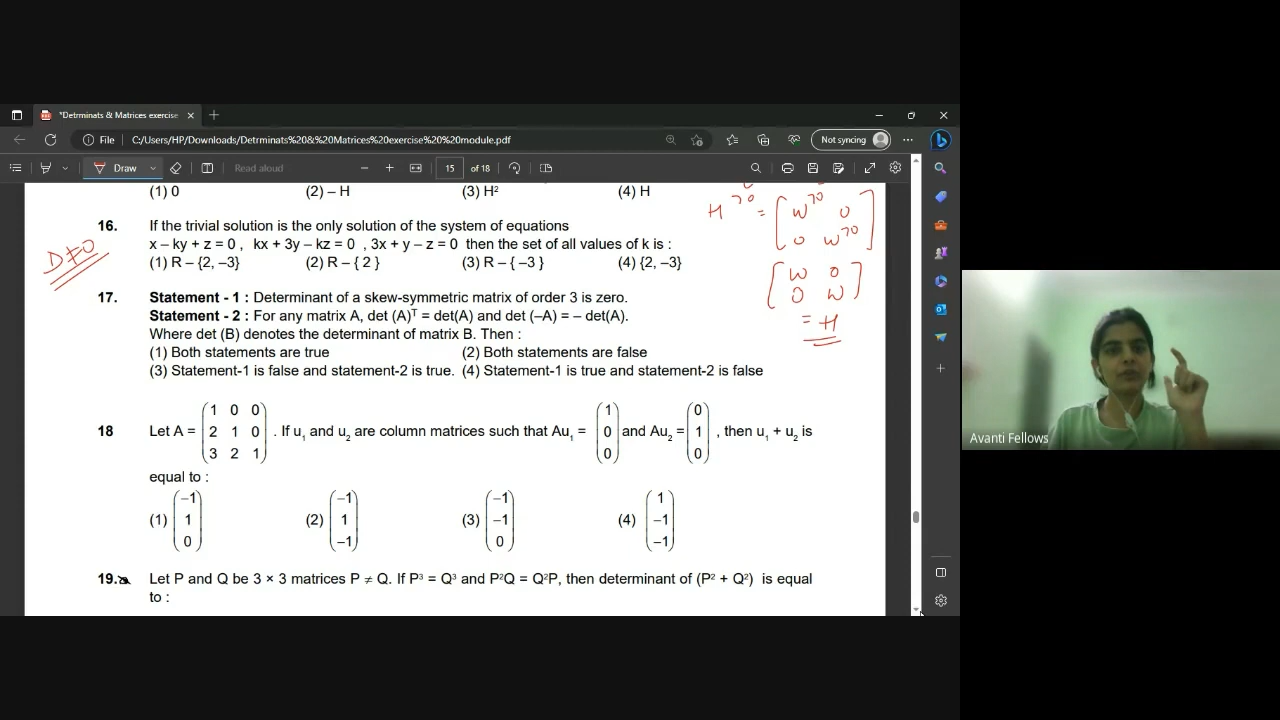 *Detrminats & Matrices exercise
File C:/Users/HP/Downloads/Detrminats%20&%20Matrices%20exercise%20%20module.pdf Not syncing
Draw Read aloud 15 of 18
(1) 0 (2) – H (3) H² (4) H
16. If the trivial solution is the only solution of the system of equations
x – ky + z = 0 , kx + 3y – kz = 0 , 3x + y – z = 0 then the set of all values of k is :
(1) R – {2, –3} (2) R – { 2 } (3) R – { –3 } (4) {2, –3}
D≠0
H⁷⁰ = [ w⁷⁰ 0
0 w⁷⁰ ]
[ w 0
0 w ]
= H
17. Statement - 1 : Determinant of a skew-symmetric matrix of order 3 is zero.
Statement - 2 : For any matrix A, det (A)ᵀ = det(A) and det (–A) = – det(A).
Where det (B) denotes the determinant of matrix B. Then :
(1) Both statements are true (2) Both statements are false
(3) Statement-1 is false and statement-2 is true. (4) Statement-1 is true and statement-2 is false
18 Let A = (1 0 0
2 1 0
3 2 1) . If u₁ and u₂ are column matrices such that Au₁ = (1
0
0) and Au₂ = (0
1
0) , then u₁ + u₂ is
equal to :
(1) (–1
1
0)
(2) (–1
1
–1)
(3) (–1
–1
0)
(4) (1
–1
–1)
19. Let P and Q be 3 × 3 matrices P ≠ Q. If P³ = Q³ and P²Q = Q²P, then determinant of (P² + Q²) is equal
to :
Avanti Fellows